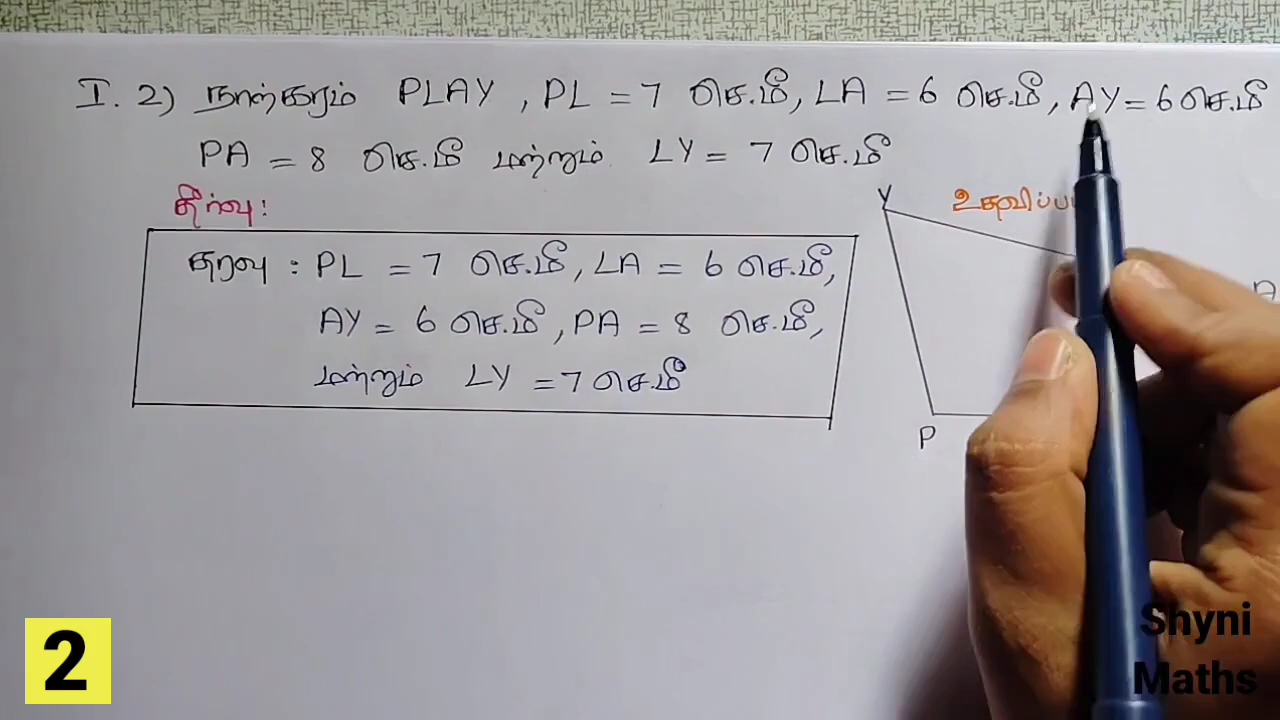 I. 2) நாற்கரம் PLAY, PL = 7 செ.மீ, LA = 6 செ.மீ, AY = 6 செ.மீ
PA = 8 செ.மீ மற்றும் LY = 7 செ.மீ
தீர்வு :
தரவு : PL = 7 செ.மீ, LA = 6 செ.மீ,
AY = 6 செ.மீ, PA = 8 செ.மீ,
மற்றும் LY = 7 செ.மீ
Y
A
P
2
Shyni
Maths